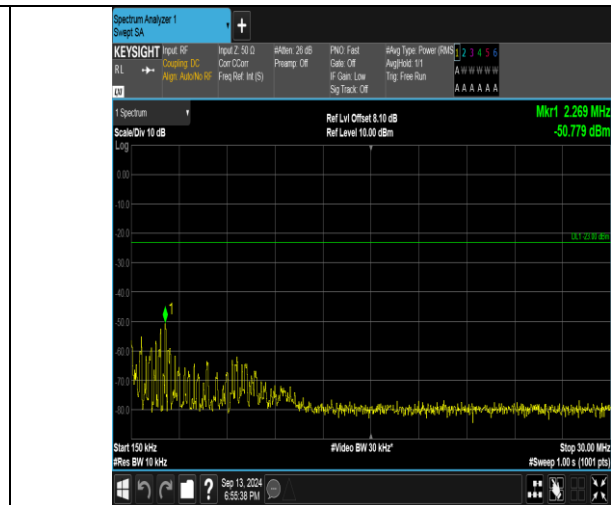 Spectrum Analyzer 1
Swept SA
+
KEYSIGHT
RL
LXI
Input: RF
Coupling: DC
Align: Auto/No RF
Input Z: 50 Ω
Corr CCorr
Freq Ref: Int (S)
#Atten: 26 dB
Preamp: Off
PNO: Fast
Gate: Off
IF Gain: Low
Sig Track: Off
#Avg Type: Power (RMS
Avg|Hold: 1/1
Trig: Free Run
1 2 3 4 5 6
A W W W W W
A A A A A A
1 Spectrum
Scale/Div 10 dB
Ref Lvl Offset 8.10 dB
Ref Level 10.00 dBm
Mkr1 2.269 MHz
-50.779 dBm
Log
0.00
-10.0
-20.0
DL1 -23.00 dBm
-30.0
-40.0
1
-50.0
-60.0
-70.0
-80.0
Start 150 kHz
#Video BW 30 kHz*
Stop 30.00 MHz
#Res BW 10 kHz
#Sweep 1.00 s (1001 pts)
?
Sep 13, 2024
6:55:38 PM